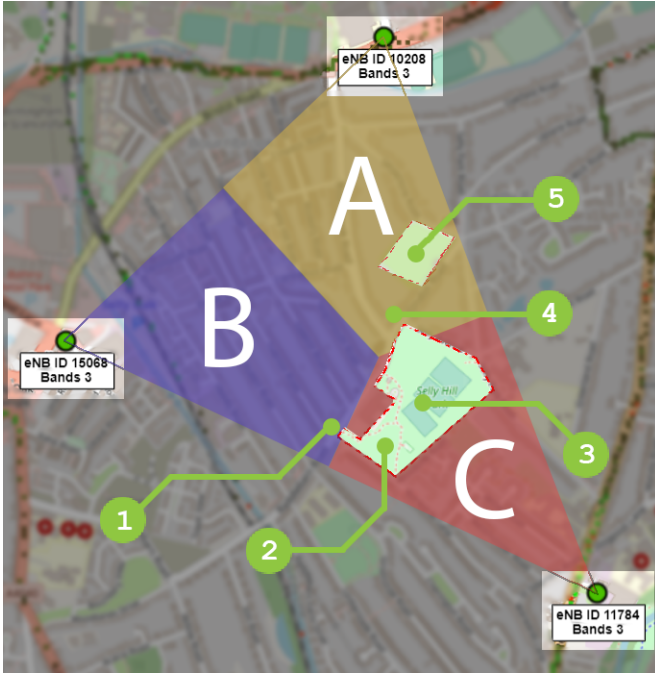 eNB ID 10208
Bands 3
A
5
B
4
eNB ID 15068
Bands 3
Selly Hill
3
C
1
2
eNB ID 11784
Bands 3